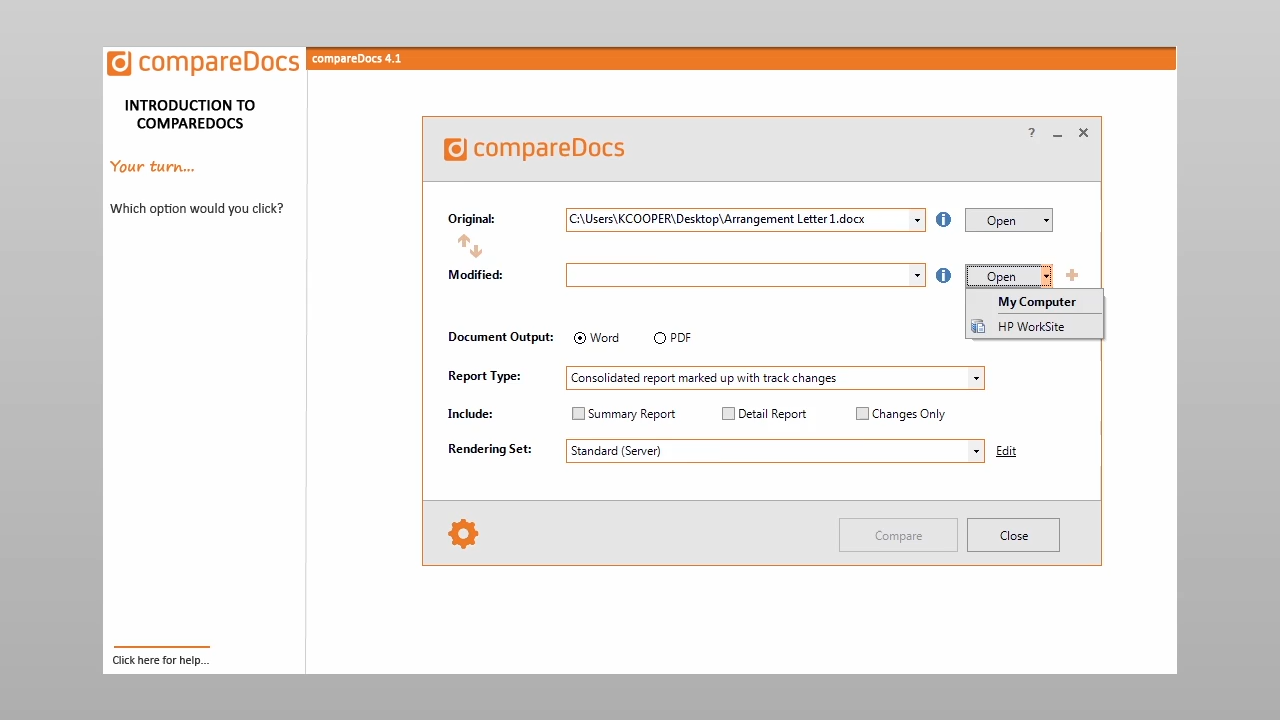 compareDocs
compareDocs 4.1
INTRODUCTION TO
COMPAREDOCS
Your turn...
Which option would you click?
Click here for help...
compareDocs
?
Original:
C:\Users\KCOOPER\Desktop\Arrangement Letter 1.docx
Open
Modified:
Open
My Computer
HP WorkSite
Document Output:
Word
PDF
Report Type:
Consolidated report marked up with track changes
Include:
Summary Report
Detail Report
Changes Only
Rendering Set:
Standard (Server)
Edit
Compare
Close